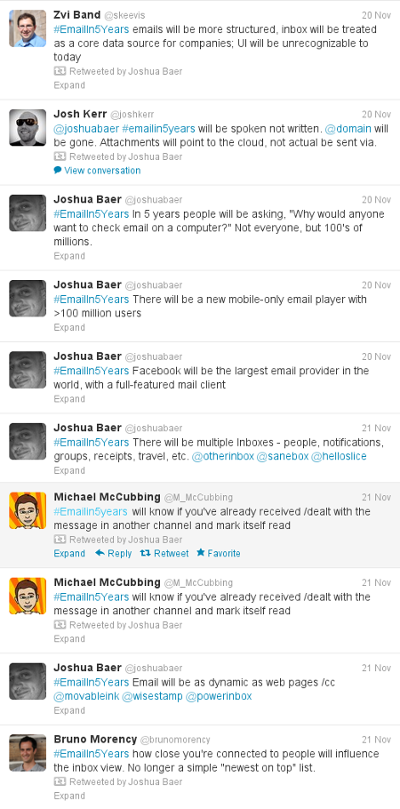 Zvi Band @skeevis 20 Nov
#EmailIn5Years emails will be more structured, inbox will be treated
as a core data source for companies; UI will be unrecognizable to
today
Retweeted by Joshua Baer
Expand
Josh Kerr @joshkerr 20 Nov
@joshuabaer #emailin5years will be spoken not written. @domain will
be gone. Attachments will point to the cloud, not actual be sent via.
Retweeted by Joshua Baer
View conversation
Joshua Baer @joshuabaer 20 Nov
#EmailIn5Years In 5 years people will be asking, "Why would anyone
want to check email on a computer?" Not everyone, but 100's of
millions.
Expand
Joshua Baer @joshuabaer 20 Nov
#EmailIn5Years There will be a new mobile-only email player with
>100 million users
Expand
Joshua Baer @joshuabaer 20 Nov
#EmailIn5Years Facebook will be the largest email provider in the
world, with a full-featured mail client
Expand
Joshua Baer @joshuabaer 21 Nov
#EmailIn5Years There will be multiple Inboxes - people, notifications,
groups, receipts, travel, etc. @otherinbox @sanebox @helloslice
Expand
Michael McCubbing @M_McCubbing 21 Nov
#Emailin5years will know if you've already received /dealt with the
message in another channel and mark itself read
Retweeted by Joshua Baer
Expand Reply Retweet Favorite
Michael McCubbing @M_McCubbing 21 Nov
#EmailIn5Years will know if you've already received /dealt with the
message in another channel and mark itself read
Retweeted by Joshua Baer
Expand
Joshua Baer @joshuabaer 21 Nov
#EmailIn5Years Email will be as dynamic as web pages /cc
@movableink @wisestamp @powerinbox
Expand
Bruno Morency @brunomorency 21 Nov
#EmailIn5Years how close you're connected to people will influence
the inbox view. No longer a simple "newest on top" list.
Retweeted by Joshua Baer
Expand